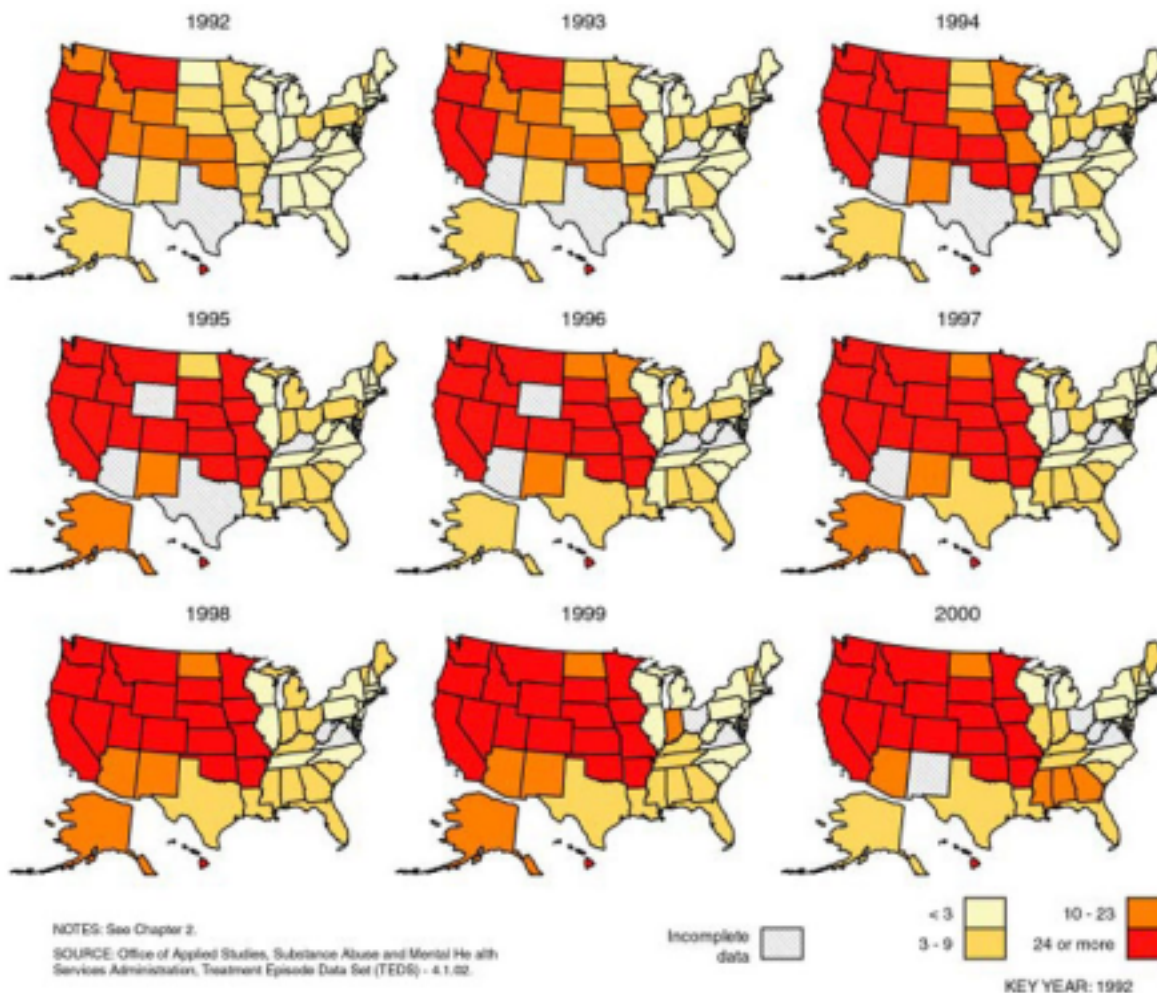 1992
1993
1994
1995
1996
1997
1998
1999
2000
NOTES: See Chapter 2.
SOURCE: Office of Applied Studies, Substance Abuse and Mental He alth
Services Administration, Treatment Episode Data Set (TEDS) - 4.1.02.
Incomplete
data
< 3
3 - 9
10 - 23
24 or more
KEY YEAR: 1992